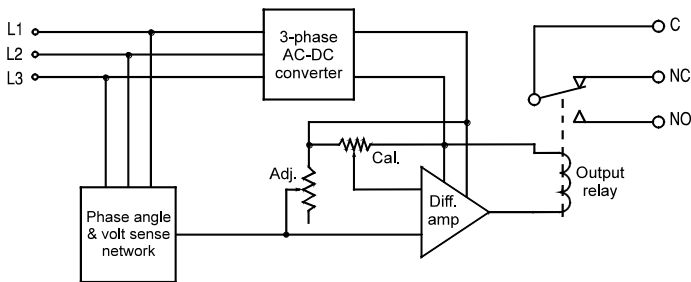 L1
L2
L3
3-phase
AC-DC
converter
C
NC
NO
Adj.
Cal.
Output
relay
Phase angle
& volt sense
network
Diff.
amp